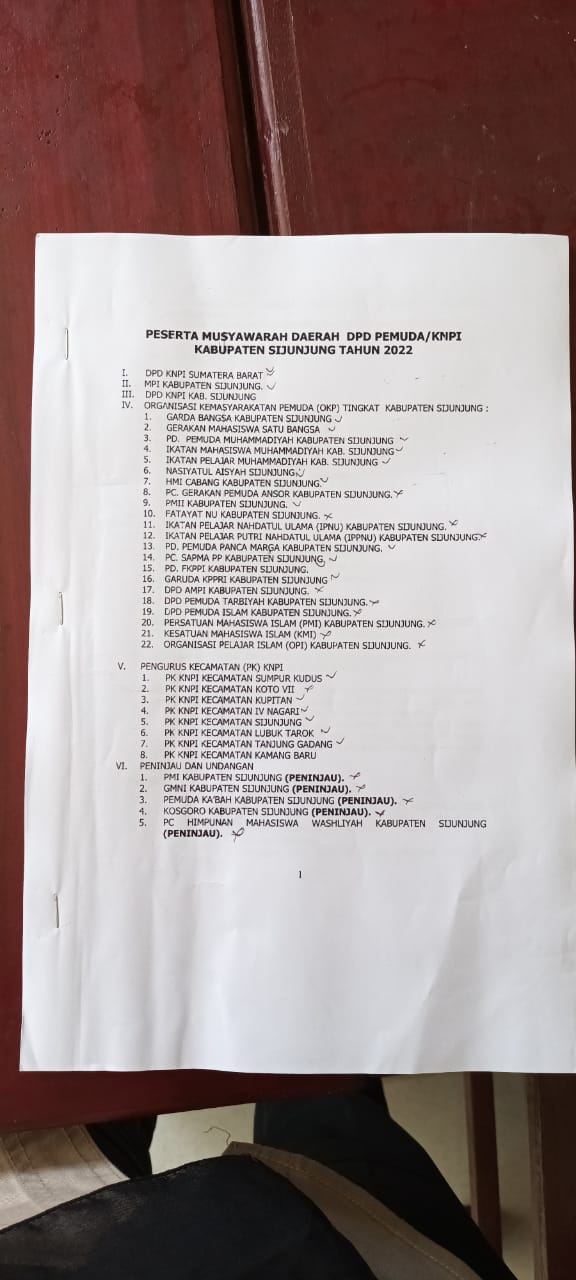 PESERTA MUSYAWARAH DAERAH DPD PEMUDA/KNPI
KABUPATEN SIJUNJUNG TAHUN 2022
I. DPD KNPI SUMATERA BARAT
II. MPI KABUPATEN SIJUNJUNG.
III. DPD KNPI KAB. SIJUNJUNG
IV. ORGANISASI KEMASYARAKATAN PEMUDA (OKP) TINGKAT KABUPATEN SIJUNJUNG :
1. GARDA BANGSA KABUPATEN SIJUNJUNG
2. GERAKAN MAHASISWA SATU BANGSA
3. PD. PEMUDA MUHAMMADIYAH KABUPATEN SIJUNJUNG
4. IKATAN MAHASISWA MUHAMMADIYAH KAB. SIJUNJUNG
5. IKATAN PELAJAR MUHAMMADIYAH KAB. SIJUNJUNG
6. NASIYATUL AISYAH SIJUNJUNG.
7. HMI CABANG KABUPATEN SIJUNJUNG.
8. PC. GERAKAN PEMUDA ANSOR KABUPATEN SIJUNJUNG.
9. PMII KABUPATEN SIJUNJUNG.
10. FATAYAT NU KABUPATEN SIJUNJUNG.
11. IKATAN PELAJAR NAHDATUL ULAMA (IPNU) KABUPATEN SIJUNJUNG.
12. IKATAN PELAJAR PUTRI NAHDATUL ULAMA (IPPNU) KABUPATEN SIJUNJUNG.
13. PD. PEMUDA PANCA MARGA KABUPATEN SIJUNJUNG.
14. PC. SAPMA PP KABUPATEN SIJUNJUNG.
15. PD. FKPPI KABUPATEN SIJUNJUNG.
16. GARUDA KPPRI KABUPATEN SIJUNJUNG
17. DPD AMPI KABUPATEN SIJUNJUNG.
18. DPD PEMUDA TARBIYAH KABUPATEN SIJUNJUNG.
19. DPD PEMUDA ISLAM KABUPATEN SIJUNJUNG.
20. PERSATUAN MAHASISWA ISLAM (PMI) KABUPATEN SIJUNJUNG.
21. KESATUAN MAHASISWA ISLAM (KMI)
22. ORGANISASI PELAJAR ISLAM (OPI) KABUPATEN SIJUNJUNG.
V. PENGURUS KECAMATAN (PK) KNPI
1. PK KNPI KECAMATAN SUMPUR KUDUS
2. PK KNPI KECAMATAN KOTO VII
3. PK KNPI KECAMATAN KUPITAN
4. PK KNPI KECAMATAN IV NAGARI
5. PK KNPI KECAMATAN SIJUNJUNG
6. PK KNPI KECAMATAN LUBUK TAROK
7. PK KNPI KECAMATAN TANJUNG GADANG
8. PK KNPI KECAMATAN KAMANG BARU
VI. PENINJAU DAN UNDANGAN
1. PMI KABUPATEN SIJUNJUNG (PENINJAU).
2. GMNI KABUPATEN SIJUNJUNG (PENINJAU).
3. PEMUDA KA'BAH KABUPATEN SIJUNJUNG (PENINJAU).
4. KOSGORO KABUPATEN SIJUNJUNG (PENINJAU).
5. PC HIMPUNAN MAHASISWA WASHLIYAH KABUPATEN SIJUNJUNG
(PENINJAU).
1